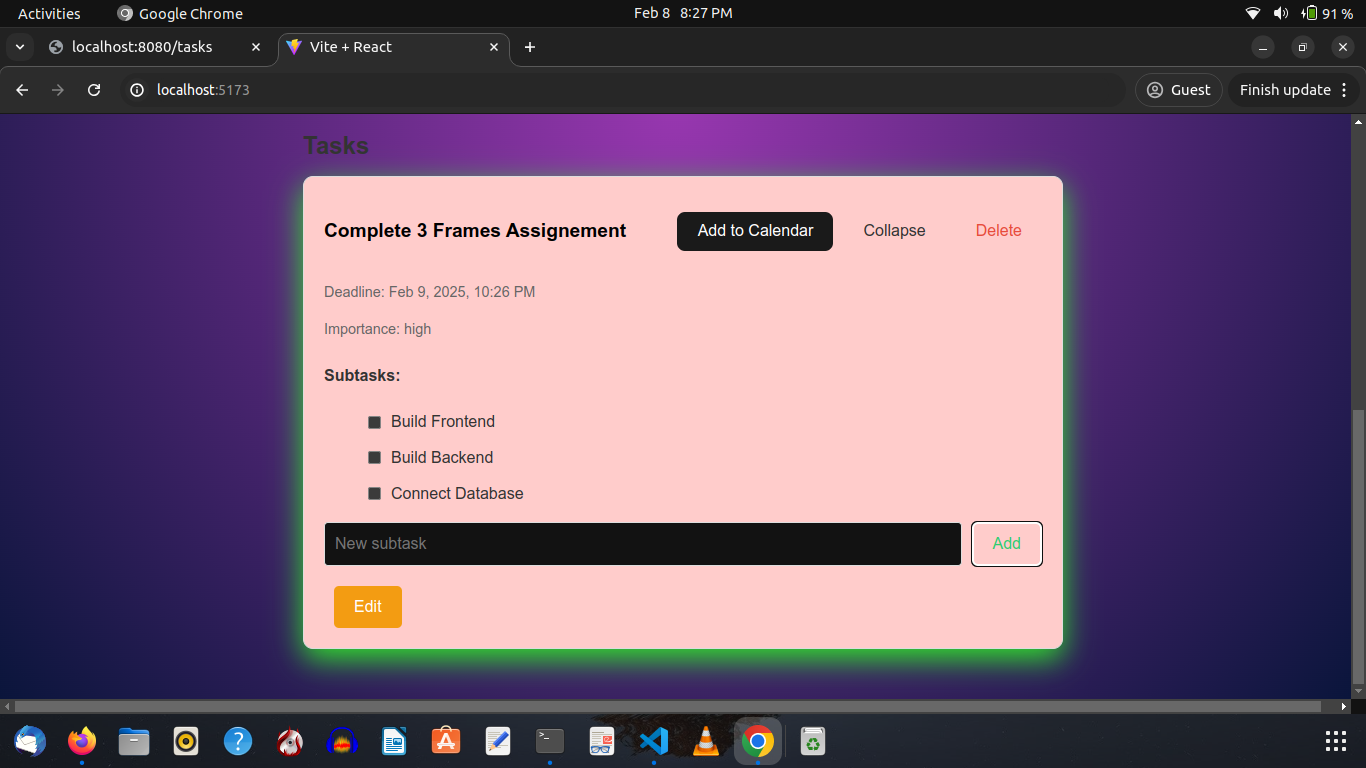 Activities Google Chrome Feb 8 8:27 PM 91 %
localhost:8080/tasks Vite + React
localhost:5173 Guest Finish update
Tasks
Complete 3 Frames Assignement Add to Calendar Collapse Delete
Deadline: Feb 9, 2025, 10:26 PM
Importance: high
Subtasks:
Build Frontend
Build Backend
Connect Database
New subtask Add
Edit